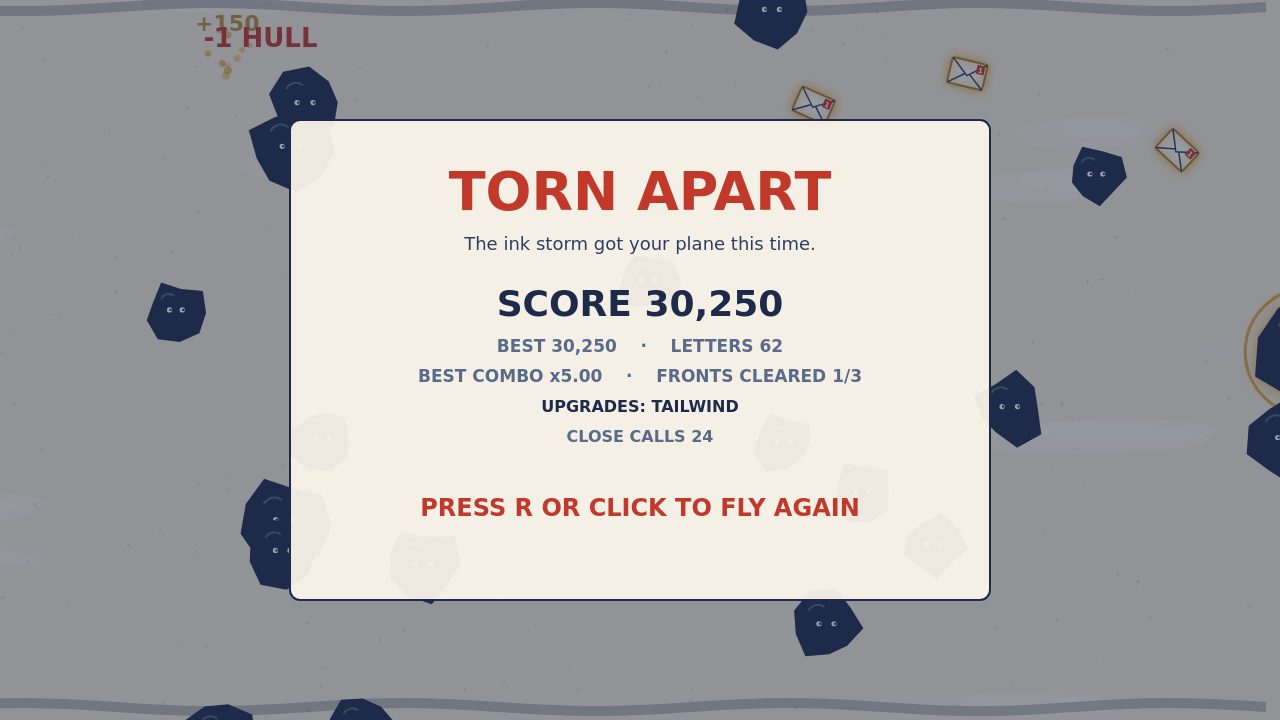 +150
-1 HULL
TORN APART
The ink storm got your plane this time.
SCORE 30,250
BEST 30,250 · LETTERS 62
BEST COMBO x5.00 · FRONTS CLEARED 1/3
UPGRADES: TAILWIND
CLOSE CALLS 24
PRESS R OR CLICK TO FLY AGAIN